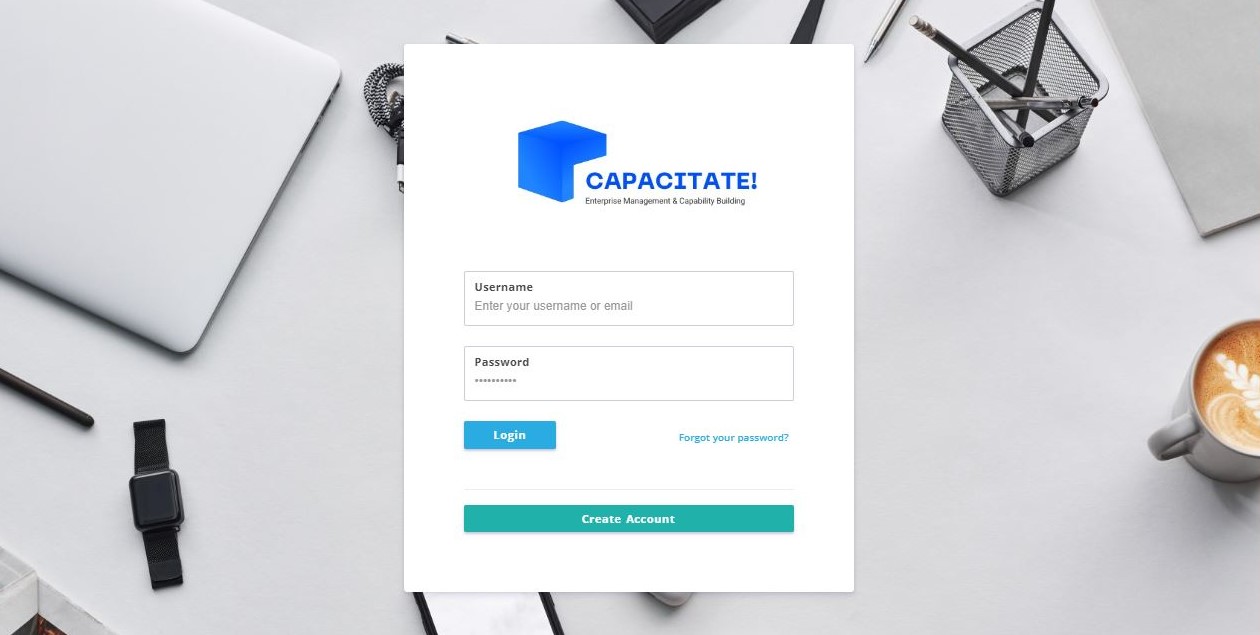 CAPACITATE!
Enterprise Management & Capability Building
Username
Enter your username or email
Password
••••••••••
Login
Forgot your password?
Create Account